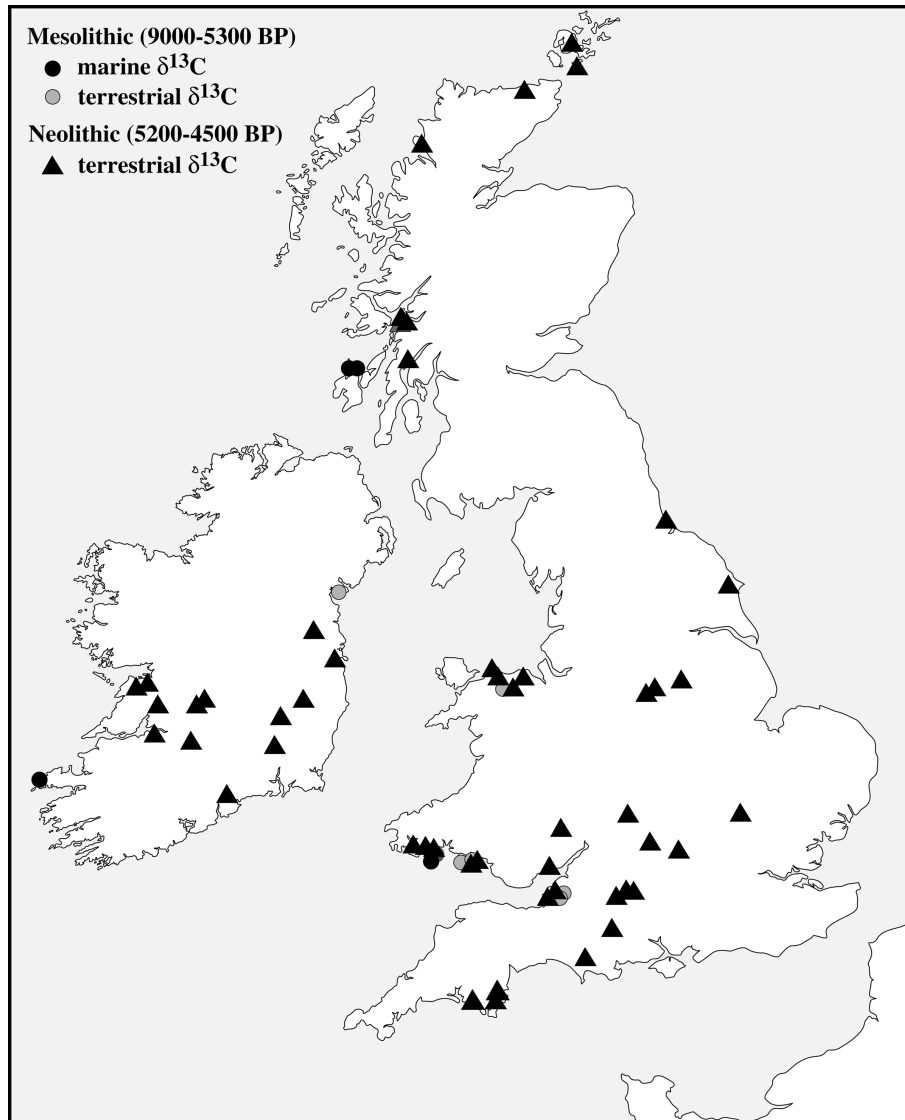 Mesolithic (9000-5300 BP)
marine δ¹³C
terrestrial δ¹³C
Neolithic (5200-4500 BP)
terrestrial δ¹³C